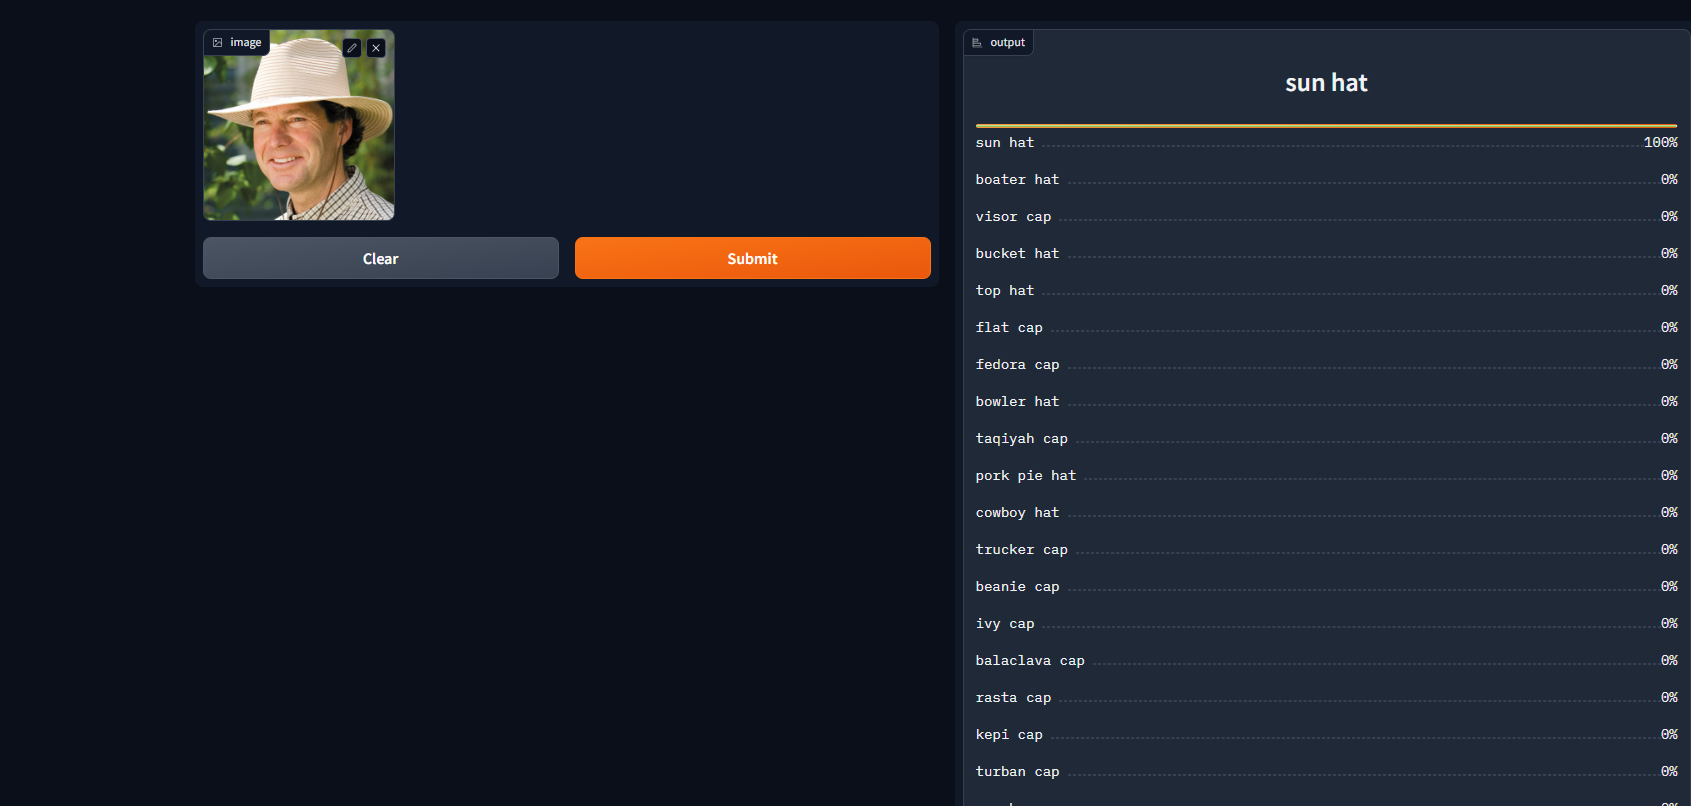 image
Clear
Submit
output
sun hat
sun hat 100%
boater hat 0%
visor cap 0%
bucket hat 0%
top hat 0%
flat cap 0%
fedora cap 0%
bowler hat 0%
taqiyah cap 0%
pork pie hat 0%
cowboy hat 0%
trucker cap 0%
beanie cap 0%
ivy cap 0%
balaclava cap 0%
rasta cap 0%
kepi cap 0%
turban cap 0%